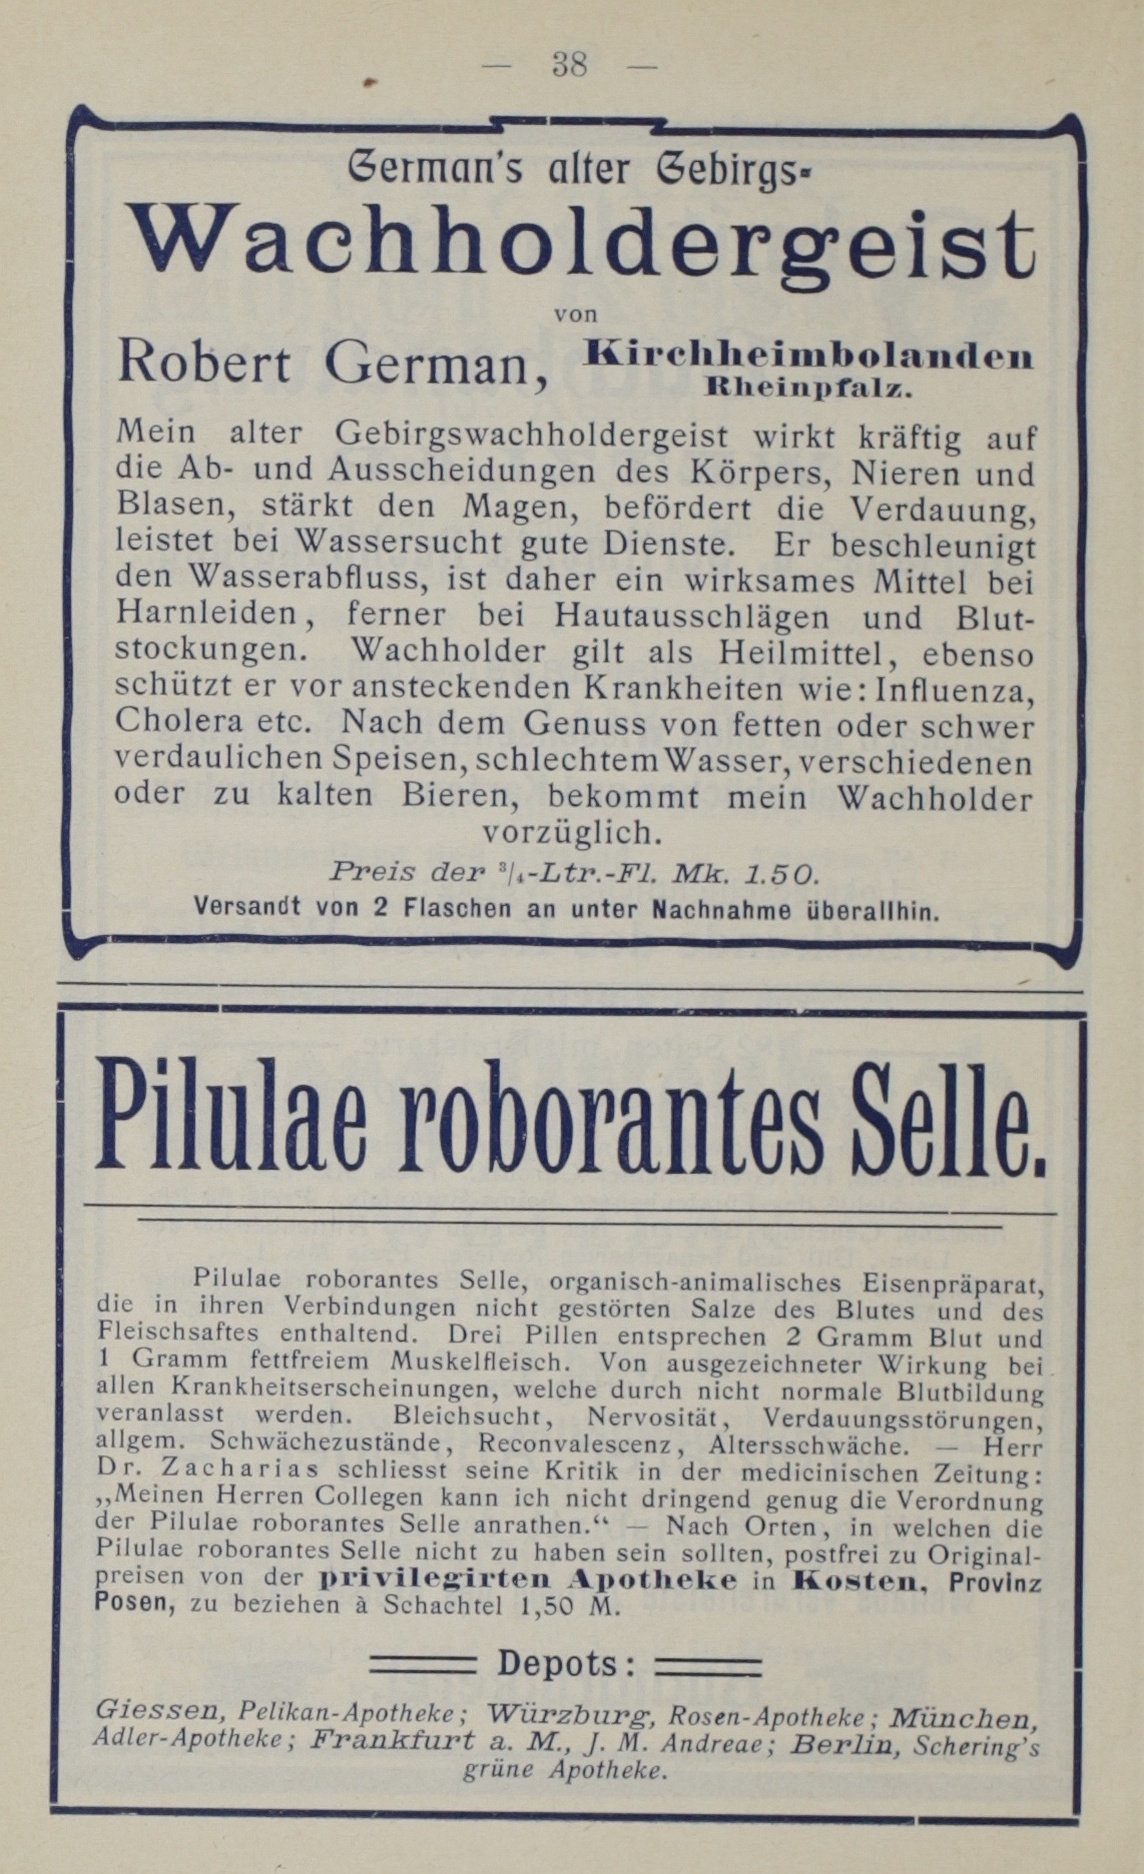 — 38 —
German's alter Gebirgs-
Wachholdergeist
von
Robert German, Kirchheimbolanden
Rheinpfalz.
Mein alter Gebirgswachholdergeist wirkt kräftig auf
die Ab- und Ausscheidungen des Körpers, Nieren und
Blasen, stärkt den Magen, befördert die Verdauung,
leistet bei Wassersucht gute Dienste. Er beschleunigt
den Wasserabfluss, ist daher ein wirksames Mittel bei
Harnleiden, ferner bei Hautausschlägen und Blut-
stockungen. Wachholder gilt als Heilmittel, ebenso
schützt er vor ansteckenden Krankheiten wie: Influenza,
Cholera etc. Nach dem Genuss von fetten oder schwer
verdaulichen Speisen, schlechtem Wasser, verschiedenen
oder zu kalten Bieren, bekommt mein Wachholder
vorzüglich.
Preis der ³/₄-Ltr.-Fl. Mk. 1.50.
Versandt von 2 Flaschen an unter Nachnahme überallhin.
Pilulae roborantes Selle.
Pilulae roborantes Selle, organisch-animalisches Eisenpräparat,
die in ihren Verbindungen nicht gestörten Salze des Blutes und des
Fleischsaftes enthaltend. Drei Pillen entsprechen 2 Gramm Blut und
1 Gramm fettfreiem Muskelfleisch. Von ausgezeichneter Wirkung bei
allen Krankheitserscheinungen, welche durch nicht normale Blutbildung
veranlasst werden. Bleichsucht, Nervosität, Verdauungsstörungen,
allgem. Schwächezustände, Reconvalescenz, Altersschwäche. — Herr
Dr. Zacharias schliesst seine Kritik in der medicinischen Zeitung:
„Meinen Herren Collegen kann ich nicht dringend genug die Verordnung
der Pilulae roborantes Selle anrathen.“ — Nach Orten, in welchen die
Pilulae roborantes Selle nicht zu haben sein sollten, postfrei zu Original-
preisen von der privilegirten Apotheke in Kosten, Provinz
Posen, zu beziehen à Schachtel 1,50 M.
Depots:
Giessen, Pelikan-Apotheke; Würzburg, Rosen-Apotheke; München,
Adler-Apotheke; Frankfurt a. M., J. M. Andreae; Berlin, Schering's
grüne Apotheke.